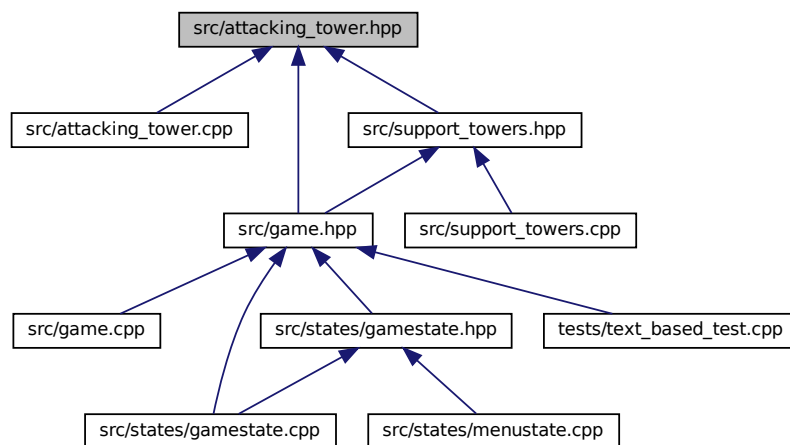 src/attacking_tower.hpp
src/attacking_tower.cpp
src/support_towers.hpp
src/game.hpp
src/support_towers.cpp
src/game.cpp
src/states/gamestate.hpp
tests/text_based_test.cpp
src/states/gamestate.cpp
src/states/menustate.cpp